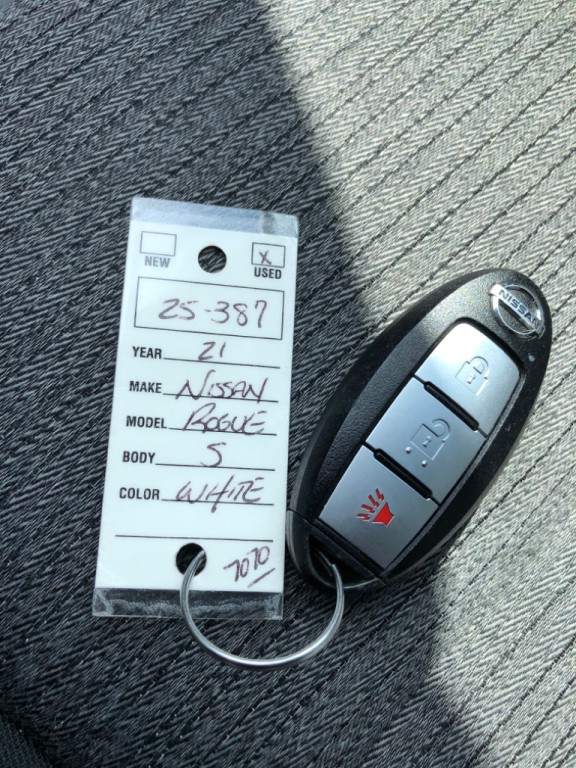 NEW
X
USED
25-387
YEAR 21
MAKE NISSAN
MODEL ROGUE
BODY S
COLOR WHITE
7070
NISSAN